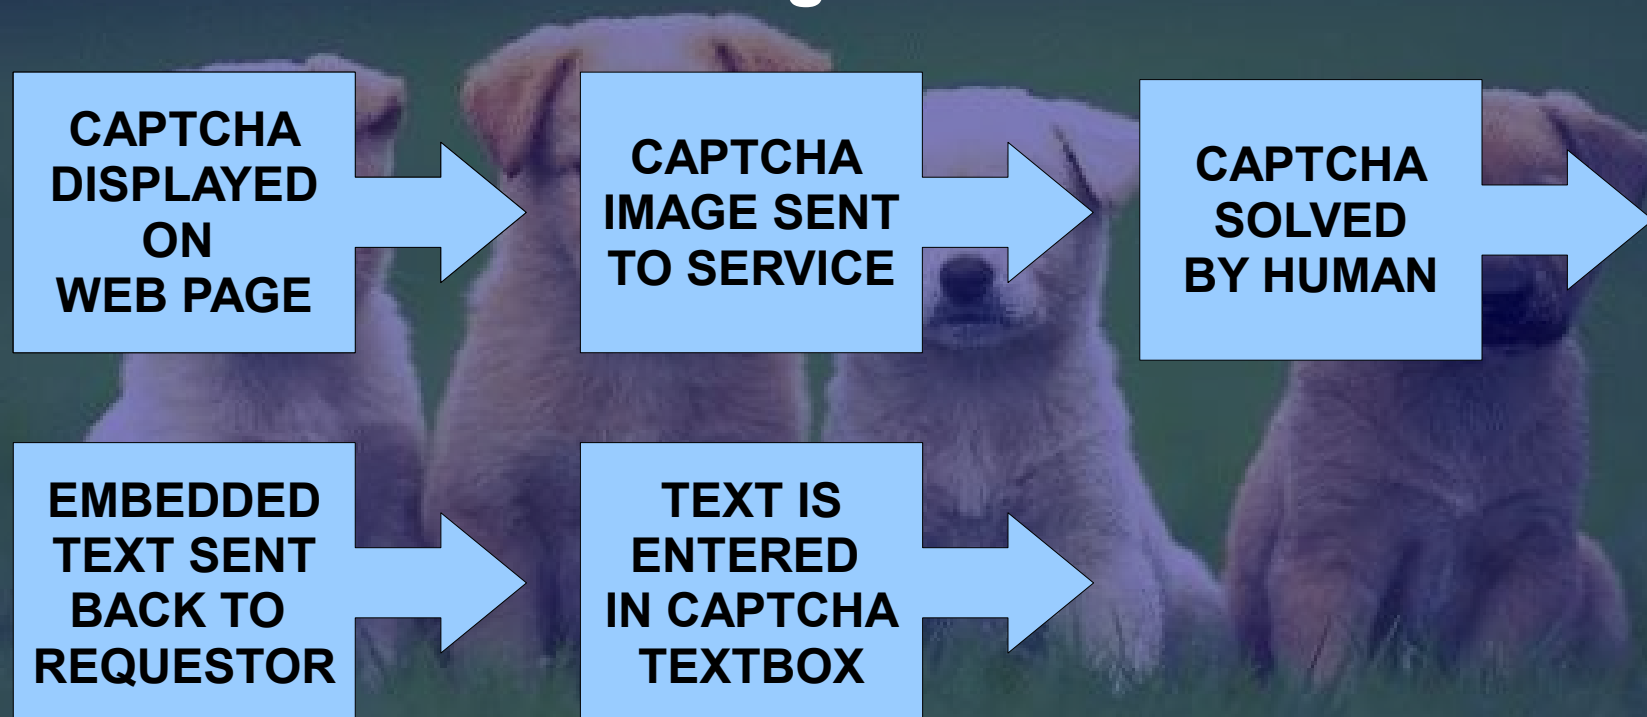 CAPTCHA
DISPLAYED
ON
WEB PAGE
CAPTCHA
IMAGE SENT
TO SERVICE
CAPTCHA
SOLVED
BY HUMAN
EMBEDDED
TEXT SENT
BACK TO
REQUESTOR
TEXT IS
ENTERED
IN CAPTCHA
TEXTBOX